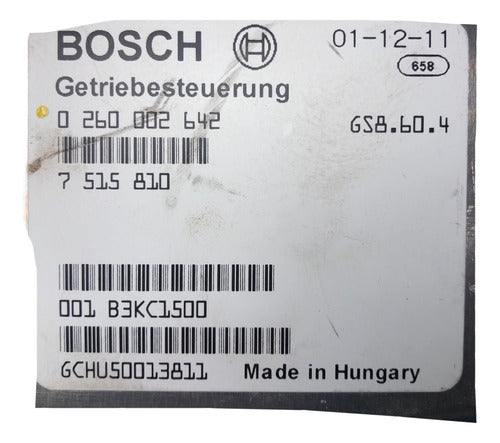 BOSCH 01-12-11
658
Getriebesteuerung
0 260 002 642 GS8.60.4
7 515 810
001 B3KC1500
GCHU50013811 Made in Hungary